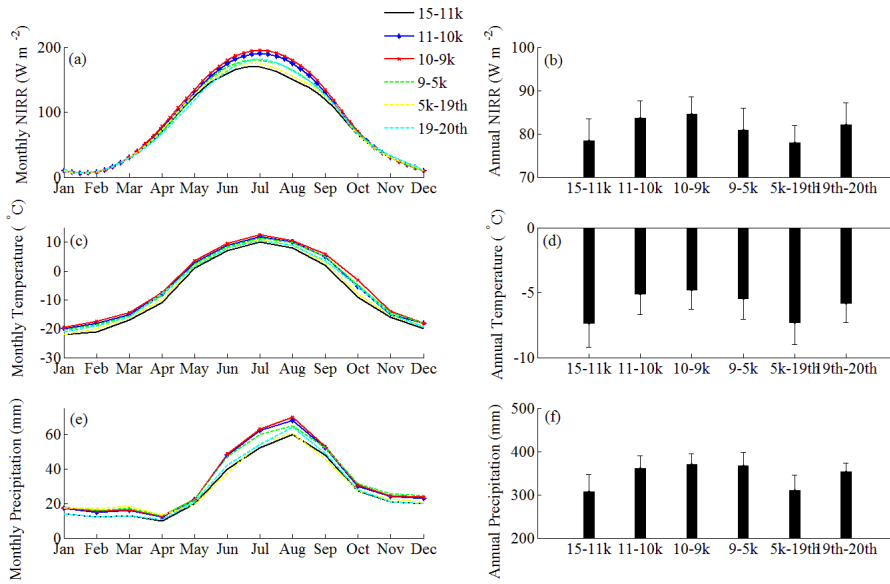 (a)
Monthly NIRR (W m⁻²)
200
100
0
Jan Feb Mar Apr May Jun Jul Aug Sep Oct Nov Dec
15-11k
11-10k
10-9k
9-5k
5k-19th
19-20th
(b)
Annual NIRR (W m⁻²)
100
90
80
70
15-11k 11-10k 10-9k 9-5k 5k-19th 19th-20th
(c)
Monthly Temperature ( °C)
10
0
-10
-20
-30
Jan Feb Mar Apr May Jun Jul Aug Sep Oct Nov Dec
(d)
Annual Temperature ( °C)
0
-5
-10
15-11k 11-10k 10-9k 9-5k 5k-19th 19th-20th
(e)
Monthly Precipitation (mm)
60
40
20
0
Jan Feb Mar Apr May Jun Jul Aug Sep Oct Nov Dec
(f)
Annual Precipitation (mm)
500
400
300
200
15-11k 11-10k 10-9k 9-5k 5k-19th 19th-20th